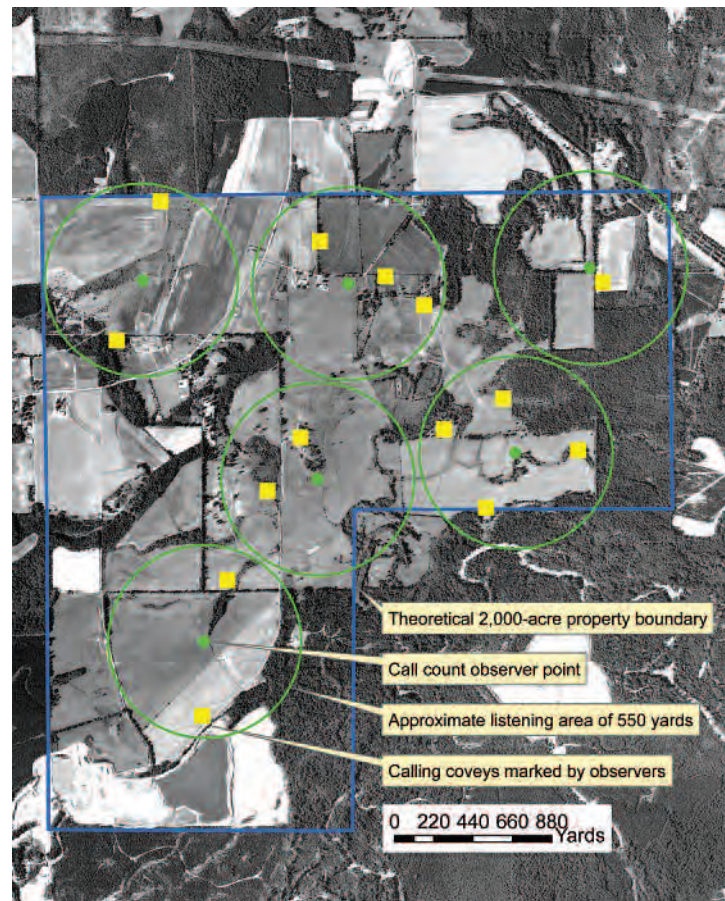 Theoretical 2,000-acre property boundary
Call count observer point
Approximate listening area of 550 yards
Calling coveys marked by observers
0 220 440 660 880
Yards